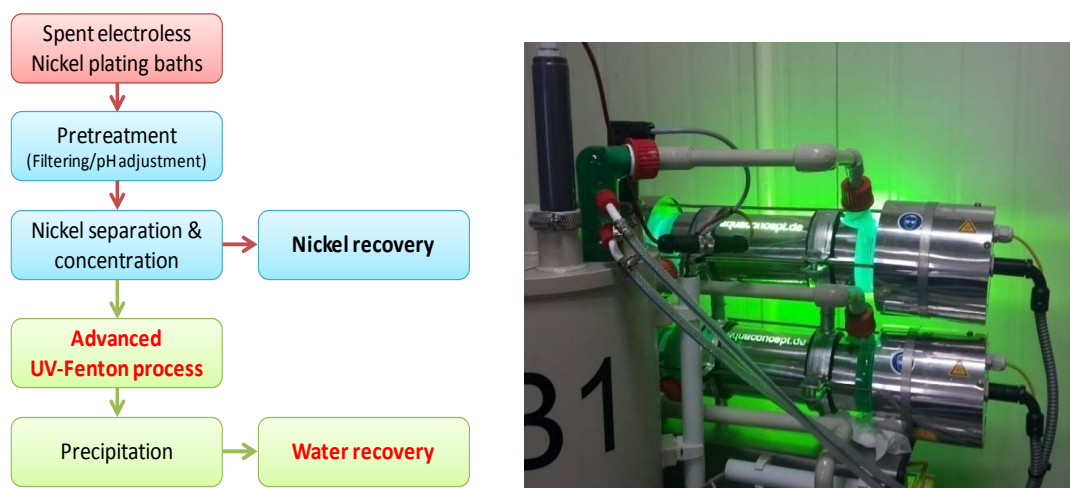 Spent electroless
Nickel plating baths
Pretreatment
(Filtering/pH adjustment)
Nickel separation &
concentration
Nickel recovery
Advanced
UV-Fenton process
Precipitation
Water recovery
aquaconcept.de
aquaconcept.de
31